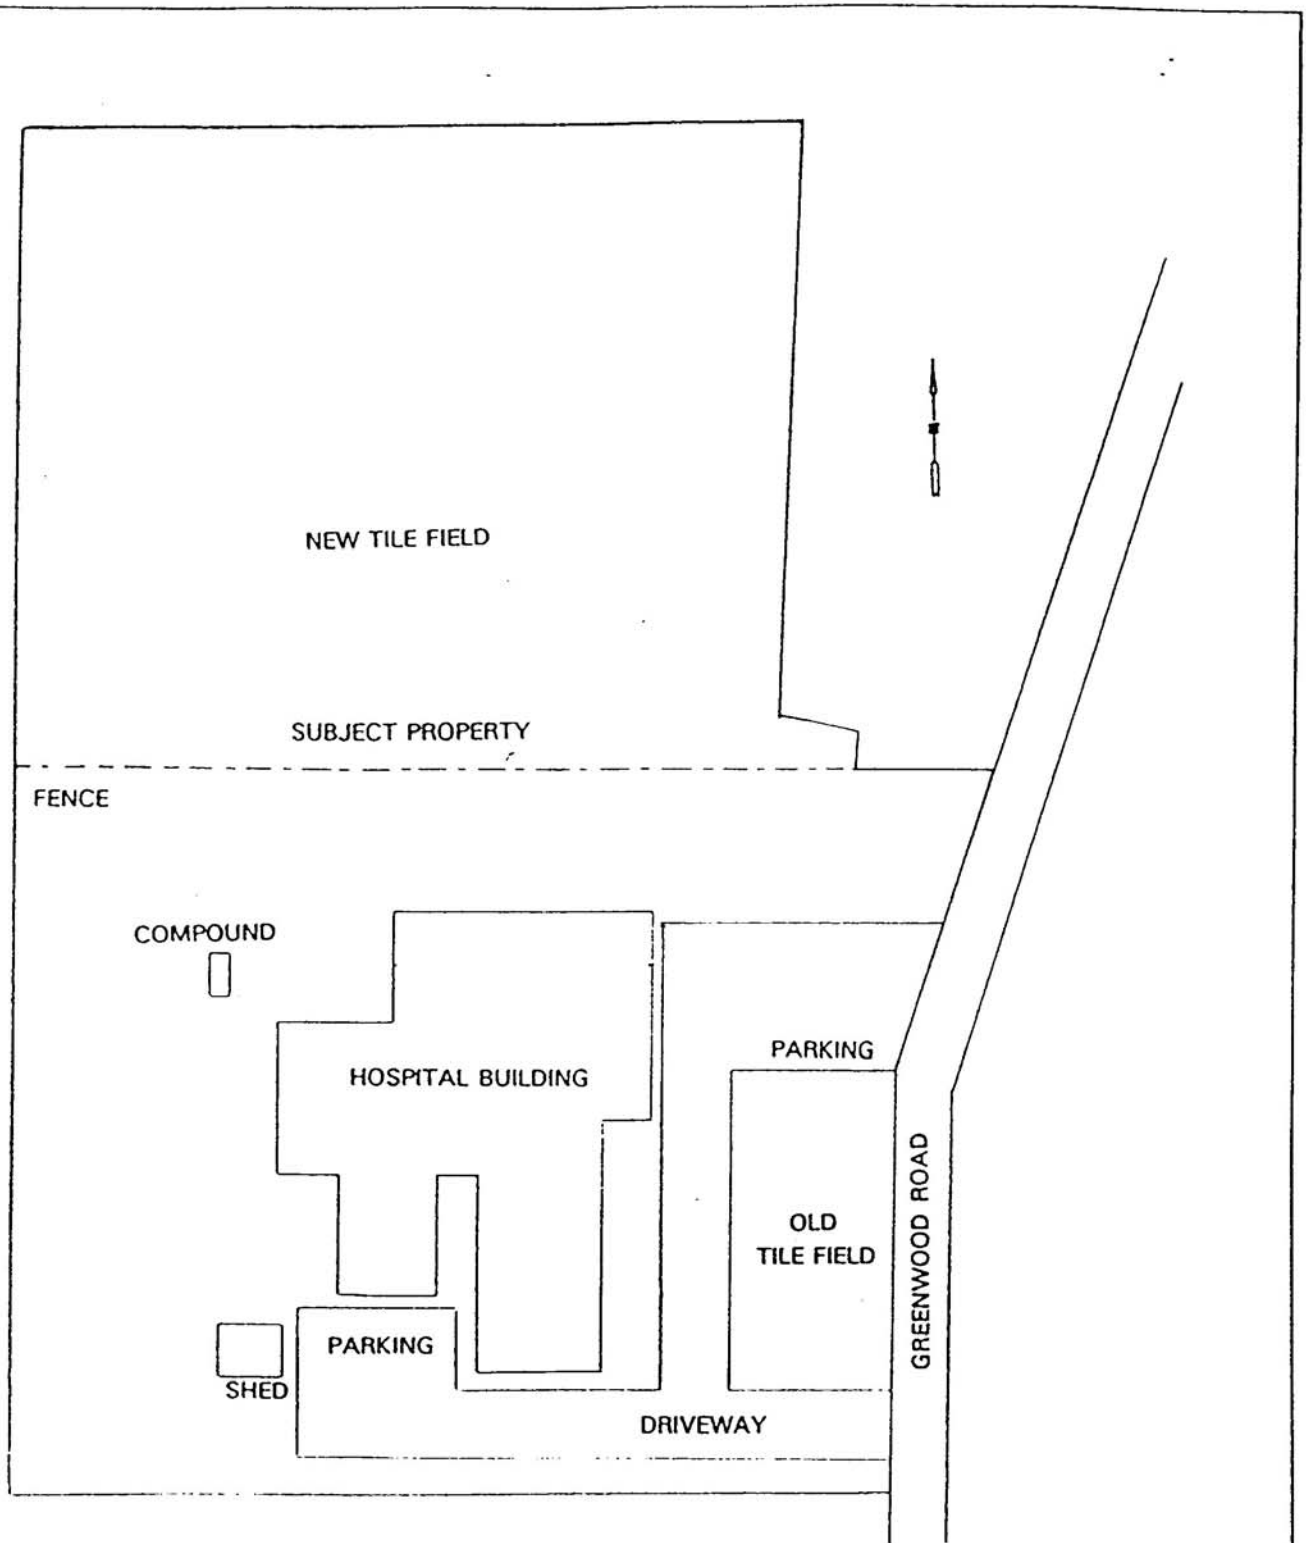 NEW TILE FIELD
SUBJECT PROPERTY
FENCE
COMPOUND
PARKING
HOSPITAL BUILDING
OLD
TILE FIELD
GREENWOOD ROAD
PARKING
SHED
DRIVEWAY